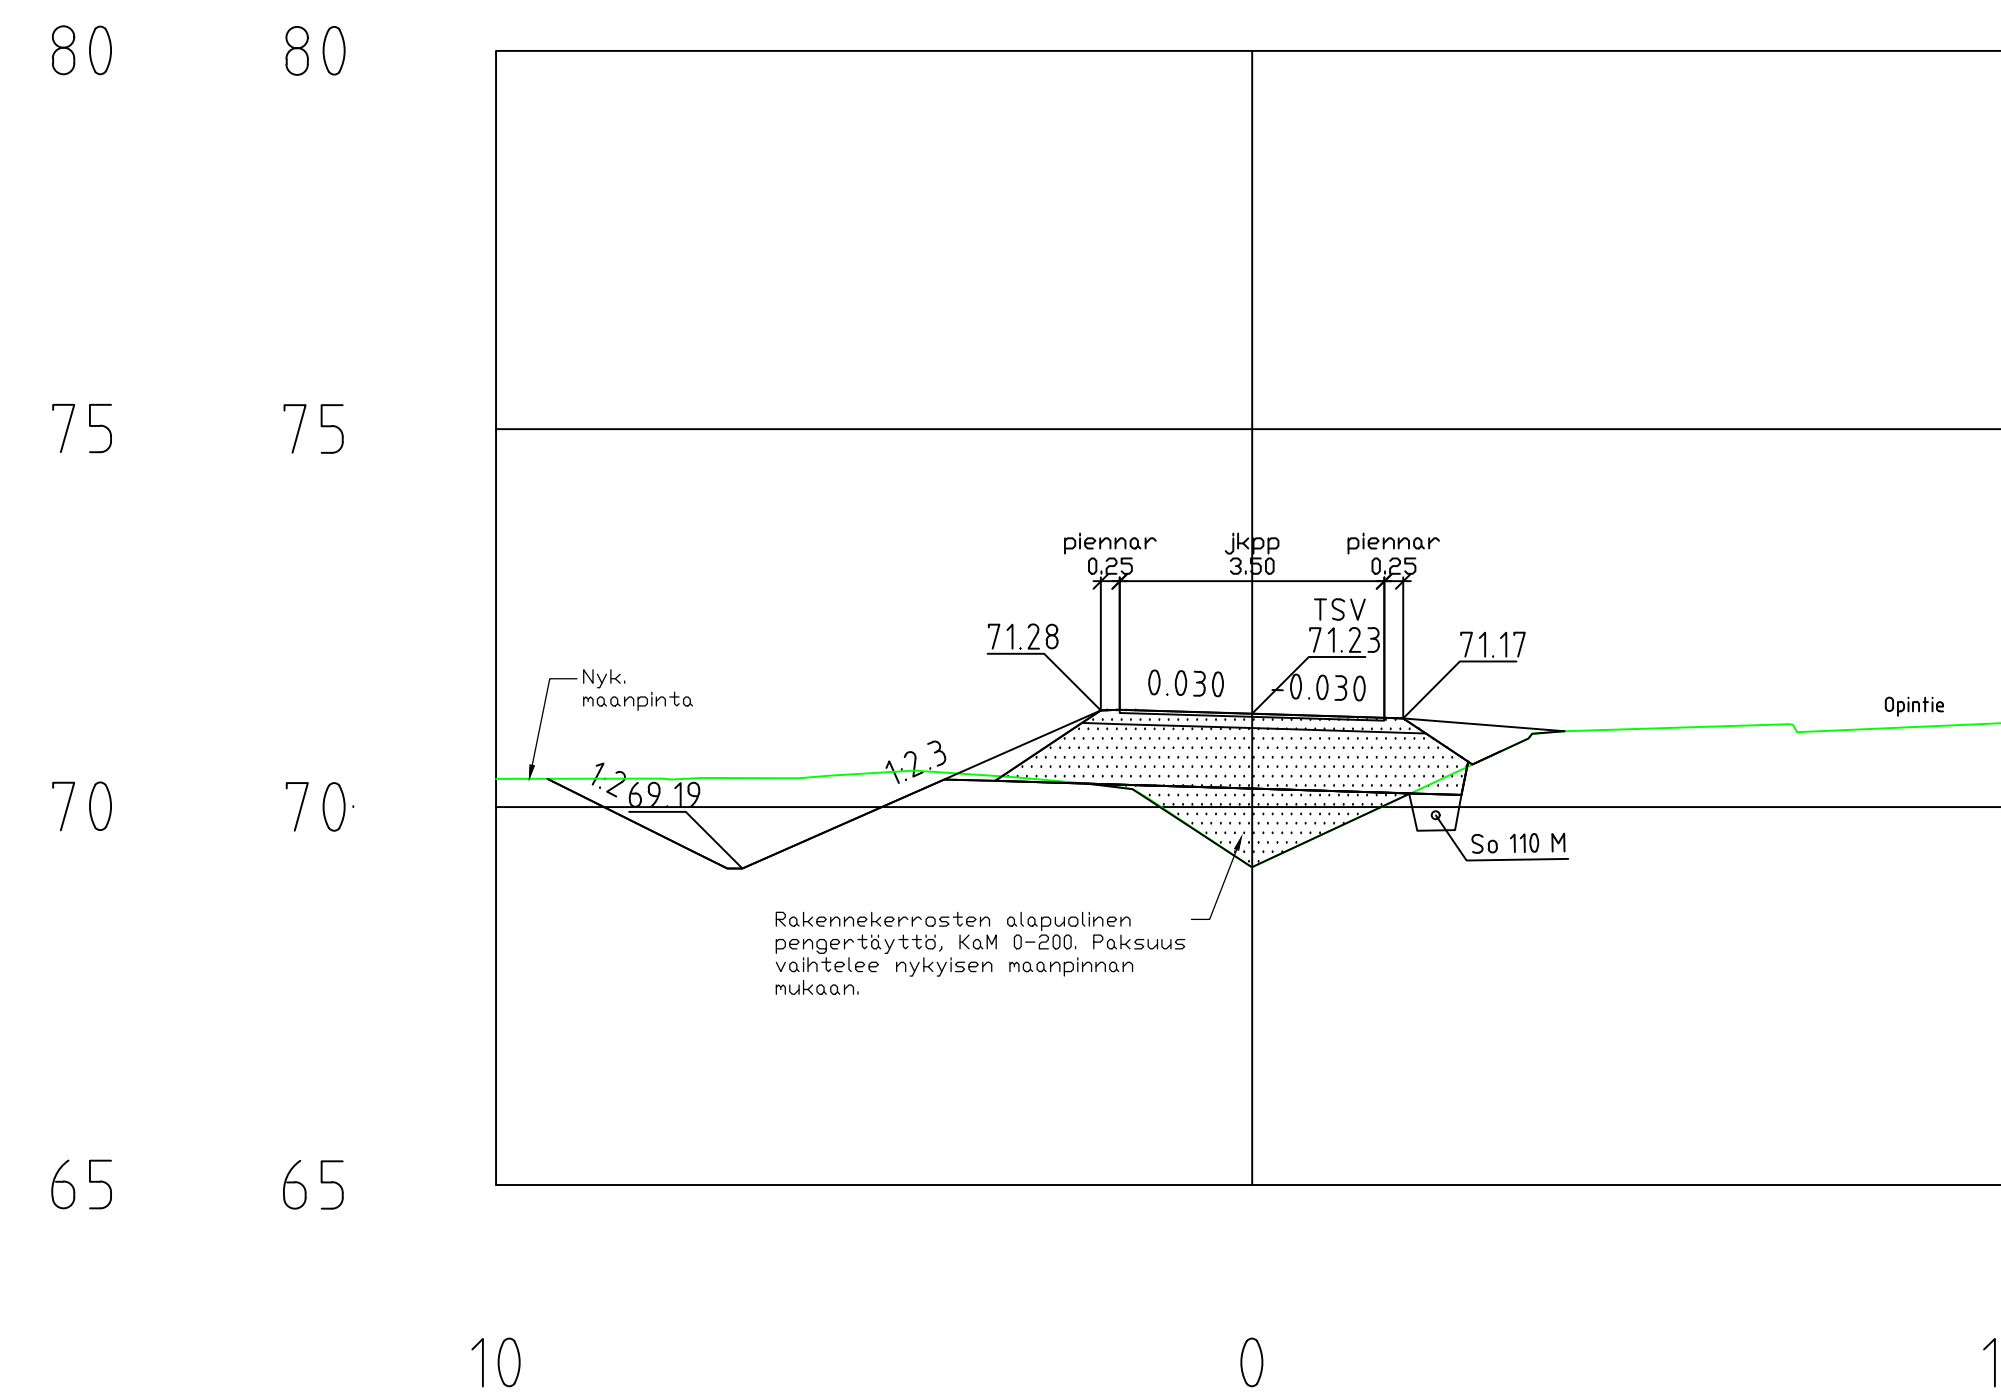 80 80
75 75
piennar jkpp piennar
0.25 3.50 0.25
TSV
71.28 71.23 71.17
Nyk.
maanpinta
0.030 -0.030
Opintie
1:2 1:2.3
69.19
70 70
So 110 M
Rakennekerrosten alapuolinen
pengertäyttö, KaM 0-200. Paksuus
vaihtelee nykyisen maanpinnan
mukaan.
65 65
10 0 1